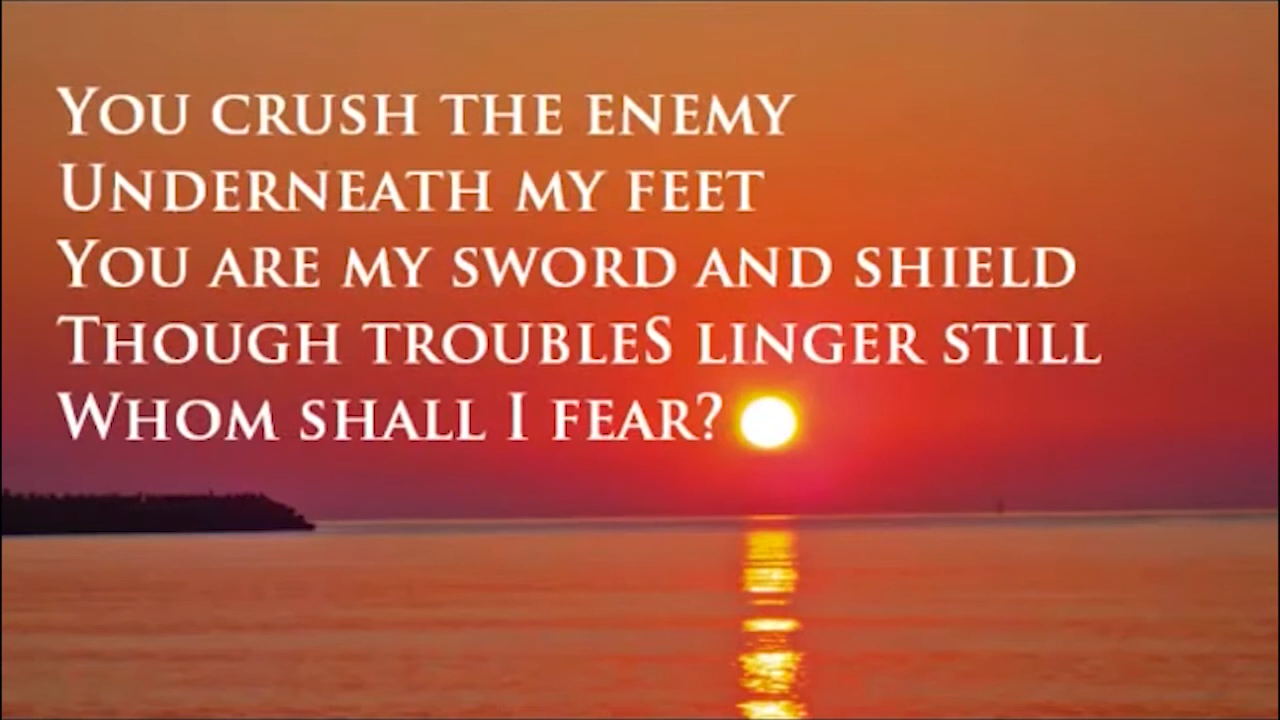 You crush the enemy
Underneath my feet
You are my sword and shield
Though troubleS linger still
Whom shall I fear?